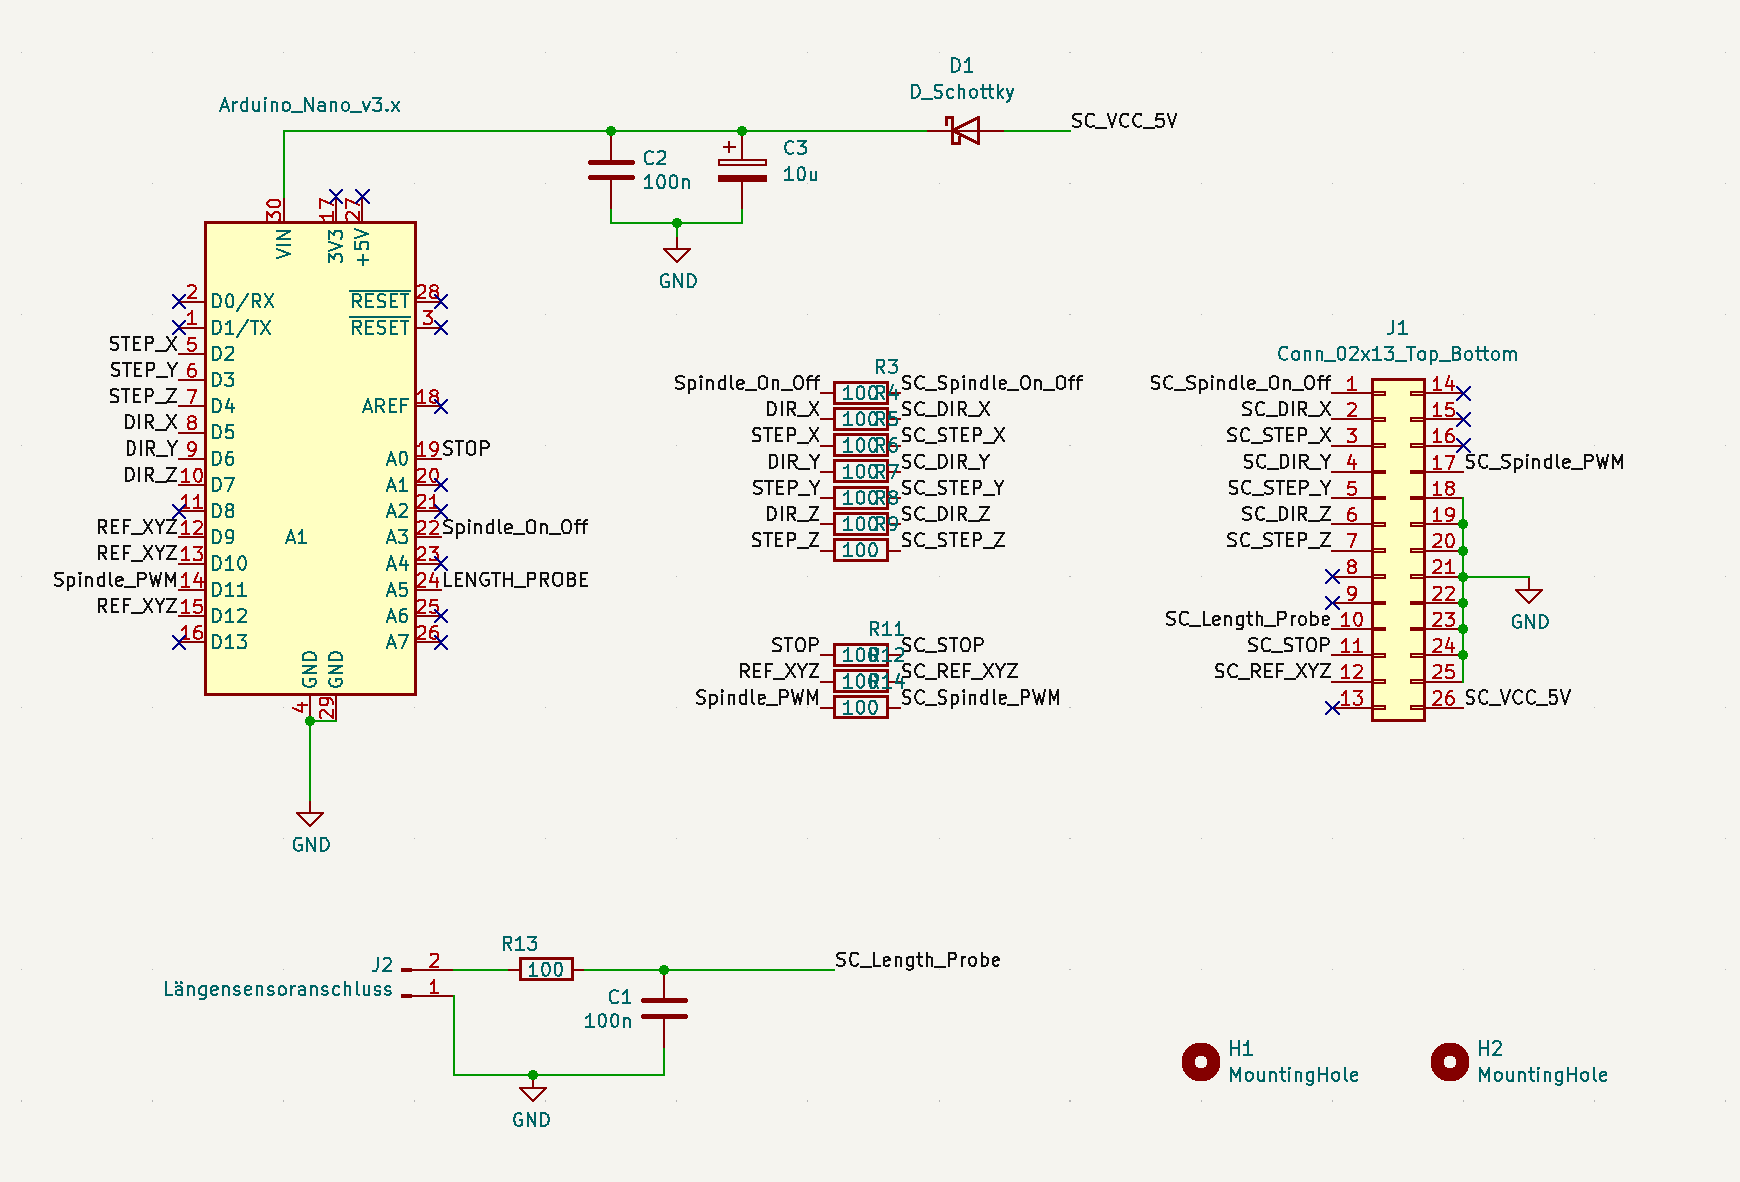 D1
D_Schottky
Arduino_Nano_v3.x
SC_VCC_5V
+
C2
100n
C3
10u
GND
30
17
27
VIN
3V3
+5V
2
D0/RX
RESET
28
1
D1/TX
RESET
3
STEP_X
5
D2
STEP_Y
6
D3
STEP_Z
7
D4
AREF
18
DIR_X
8
D5
DIR_Y
9
D6
A0
19
STOP
DIR_Z
10
D7
A1
20
11
D8
A2
21
REF_XYZ
12
D9
A1
A3
22
Spindle_On_Off
REF_XYZ
13
D10
A4
23
Spindle_PWM
14
D11
A5
24
LENGTH_PROBE
REF_XYZ
15
D12
A6
25
16
D13
A7
26
GND
GND
4
29
GND
R3
Spindle_On_Off
100
SC_Spindle_On_Off
R4
DIR_X
100
SC_DIR_X
R5
STEP_X
100
SC_STEP_X
R6
DIR_Y
100
SC_DIR_Y
R7
STEP_Y
100
SC_STEP_Y
R8
DIR_Z
100
SC_DIR_Z
R9
STEP_Z
100
SC_STEP_Z
R11
STOP
100
SC_STOP
R12
REF_XYZ
100
SC_REF_XYZ
R14
Spindle_PWM
100
SC_Spindle_PWM
J1
Conn_02x13_Top_Bottom
SC_Spindle_On_Off
1
14
SC_DIR_X
2
15
SC_STEP_X
3
16
SC_DIR_Y
4
17
SC_Spindle_PWM
SC_STEP_Y
5
18
SC_DIR_Z
6
19
SC_STEP_Z
7
20
8
21
9
22
GND
SC_Length_Probe
10
23
SC_STOP
11
24
SC_REF_XYZ
12
25
13
26
SC_VCC_5V
R13
J2
2
100
SC_Length_Probe
Längensensoranschluss
1
C1
100n
GND
H1
MountingHole
H2
MountingHole